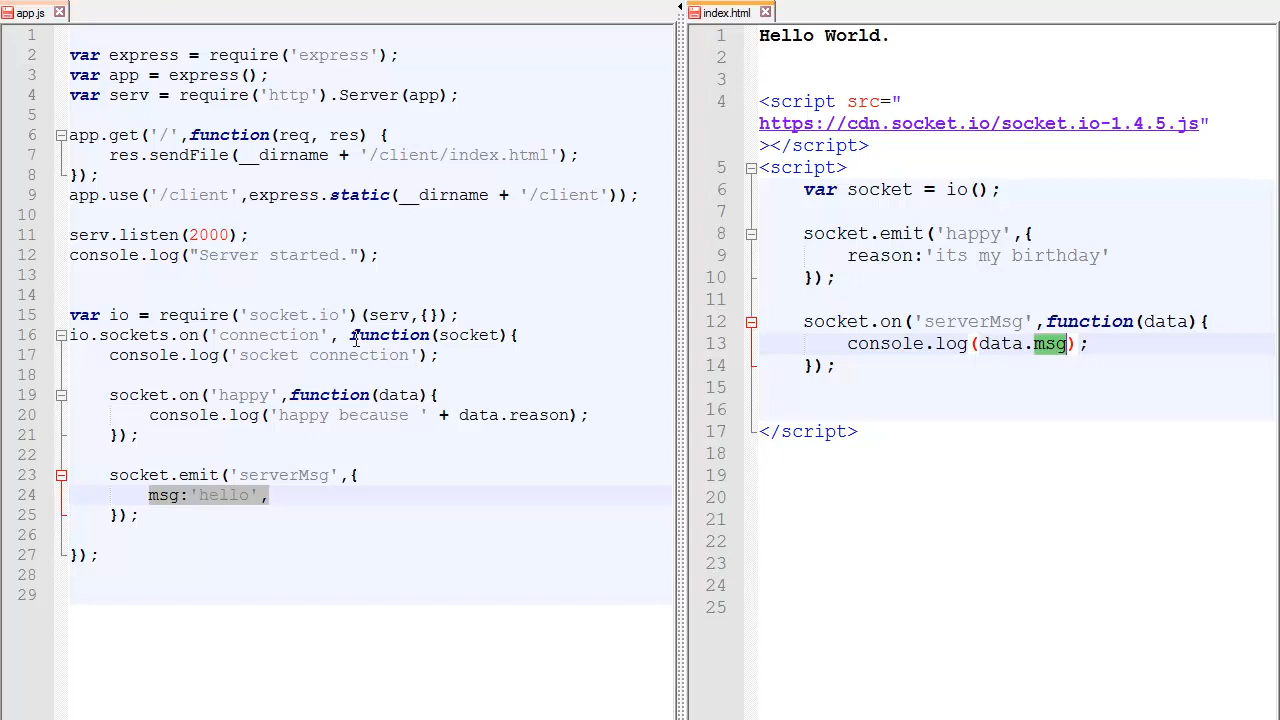 app.js
1
2 var express = require('express');
3 var app = express();
4 var serv = require('http').Server(app);
5
6 app.get('/',function(req, res) {
7     res.sendFile(__dirname + '/client/index.html');
8 });
9 app.use('/client',express.static(__dirname + '/client'));
10
11 serv.listen(2000);
12 console.log("Server started.");
13
14
15 var io = require('socket.io')(serv,{});
16 io.sockets.on('connection', function(socket){
17     console.log('socket connection');
18
19     socket.on('happy',function(data){
20         console.log('happy because ' + data.reason);
21     });
22
23     socket.emit('serverMsg',{
24         msg:'hello',
25     });
26
27 });
28
29
index.html
1 Hello World.
2
3
4 <script src="
https://cdn.socket.io/socket.io-1.4.5.js"
></script>
5 <script>
6     var socket = io();
7
8     socket.emit('happy',{
9         reason:'its my birthday'
10     });
11
12     socket.on('serverMsg',function(data){
13         console.log(data.msg);
14     });
15
16
17 </script>
18
19
20
21
22
23
24
25